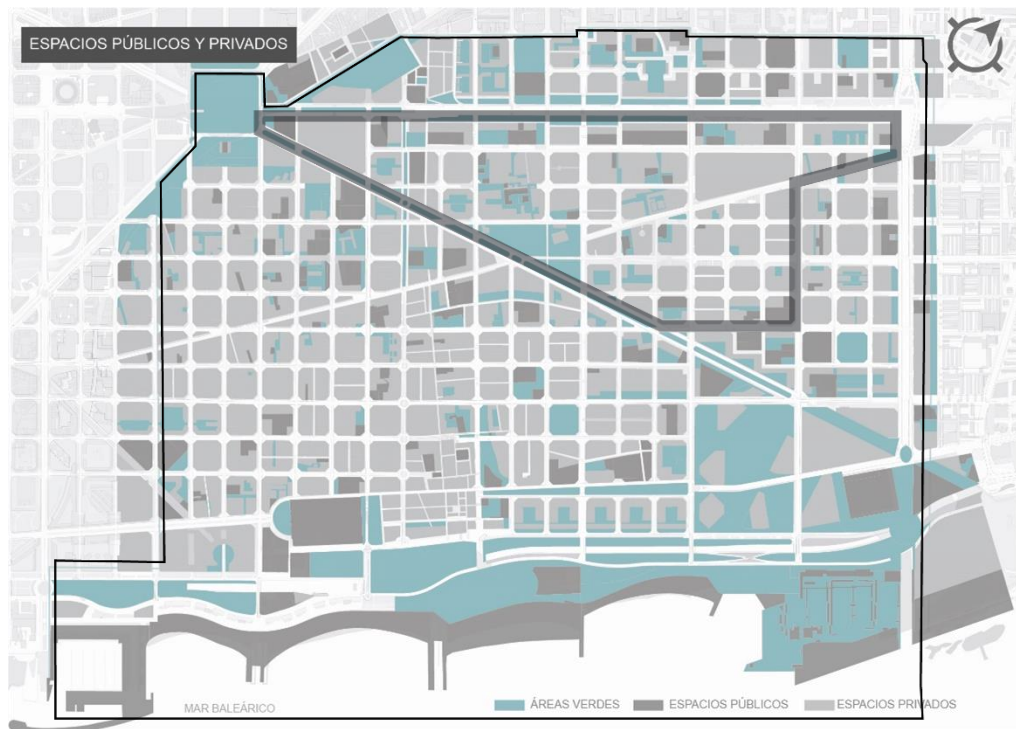 ESPACIOS PÚBLICOS Y PRIVADOS
MAR BALEÁRICO
ÁREAS VERDES
ESPACIOS PÚBLICOS
ESPACIOS PRIVADOS